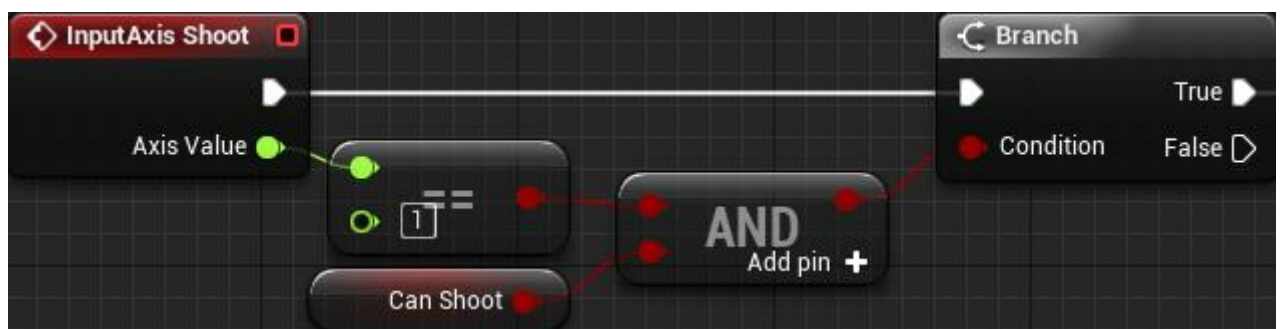 InputAxis Shoot
Axis Value
1
==
Can Shoot
AND
Add pin
Branch
True
Condition
False